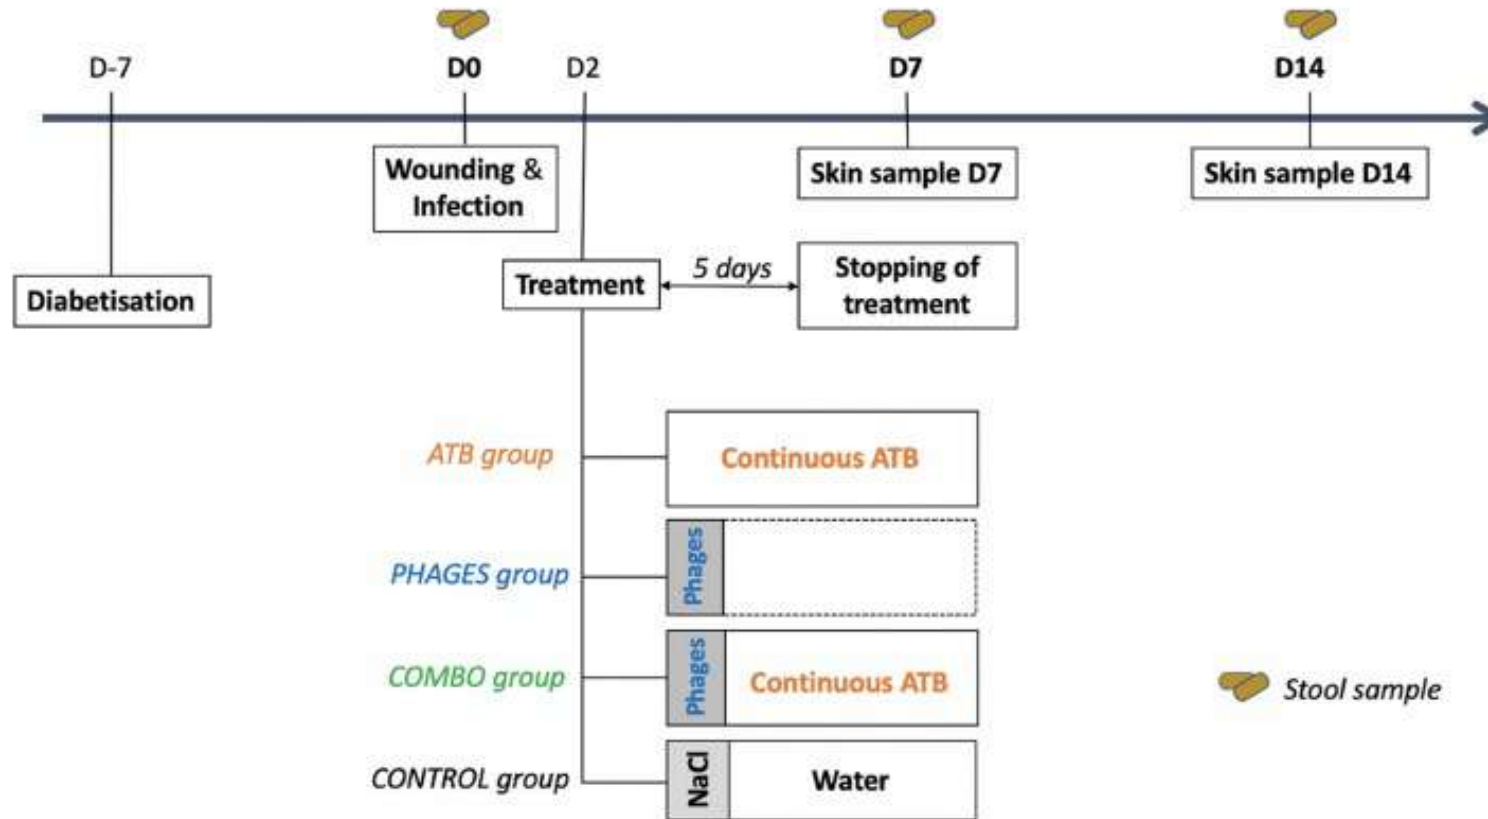 D-7
D0
D2
D7
D14
Wounding &
Infection
Skin sample D7
Skin sample D14
Diabetisation
Treatment
5 days
Stopping of
treatment
ATB group
Continuous ATB
PHAGES group
Phages
COMBO group
Phages
Continuous ATB
Stool sample
CONTROL group
NaCl
Water